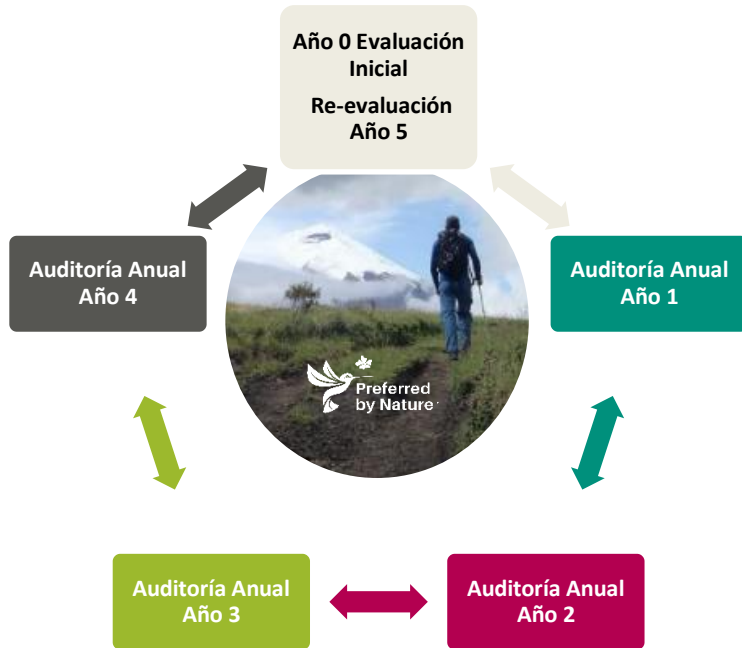 Año 0 Evaluación
Inicial
Re-evaluación
Año 5
Auditoría Anual
Año 4
Auditoría Anual
Año 1
Preferred
by Nature
Auditoría Anual
Año 3
Auditoría Anual
Año 2